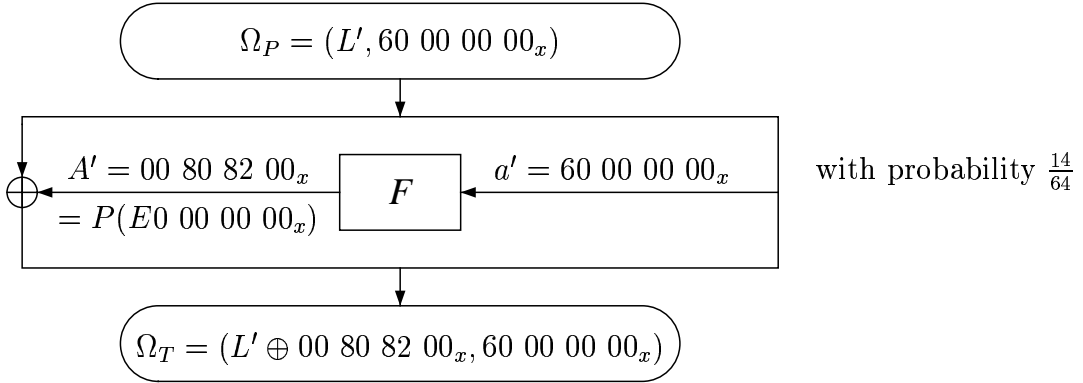 Ω_P = (L′, 60 00 00 00_x)
A′ = 00 80 82 00_x
= P(E0 00 00 00_x)
F
a′ = 60 00 00 00_x
with probability 14/64
Ω_T = (L′ ⊕ 00 80 82 00_x, 60 00 00 00_x)